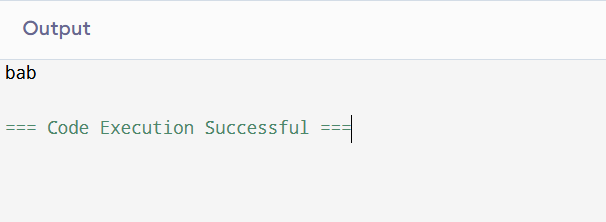 Output
bab
=== Code Execution Successful ===